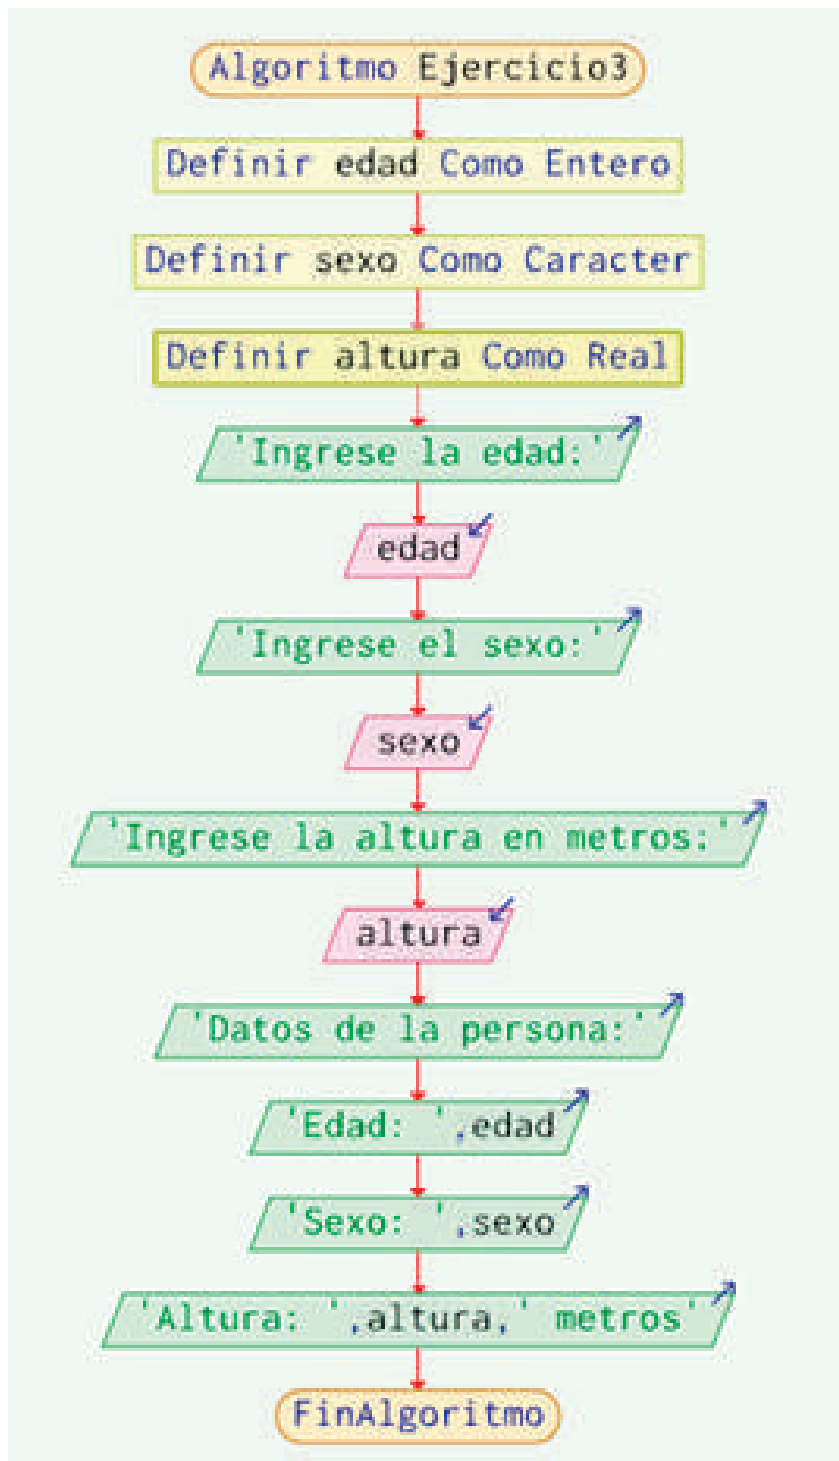 Algoritmo Ejercicio3
Definir edad Como Entero
Definir sexo Como Caracter
Definir altura Como Real
'Ingrese la edad:'
edad
'Ingrese el sexo:'
sexo
'Ingrese la altura en metros:'
altura
'Datos de la persona:'
'Edad: ',edad
'Sexo: ',sexo
'Altura: ',altura,' metros'
FinAlgoritmo